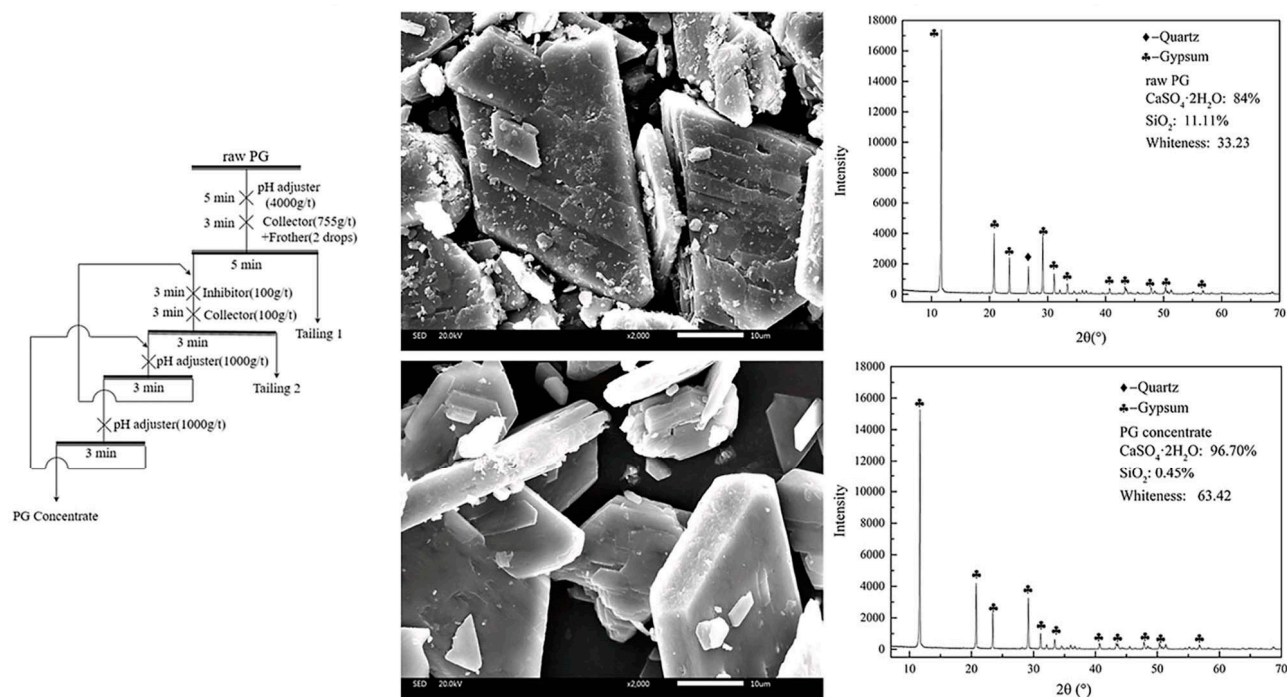 raw PG
5 min
pH adjuster
(4000g/t)
3 min
Collector(755g/t)
+Frother(2 drops)
5 min
3 min
Inhibitor(100g/t)
3 min
Collector(100g/t)
3 min
Tailing 1
pH adjuster(1000g/t)
3 min
Tailing 2
pH adjuster(1000g/t)
3 min
PG Concentrate
SED 20.0kV x2,000 10μm
18000
16000
14000
12000
10000
8000
6000
4000
2000
0
Intensity
♦–Quartz
♣–Gypsum
raw PG
CaSO₄·2H₂O: 84%
SiO₂: 11.11%
Whiteness: 33.23
10 20 30 40 50 60 70
2θ(°)
SED 20.0kV x2,000 10μm
18000
16000
14000
12000
10000
8000
6000
4000
2000
0
Intensity
♦–Quartz
♣–Gypsum
PG concentrate
CaSO₄·2H₂O: 96.70%
SiO₂: 0.45%
Whiteness: 63.42
10 20 30 40 50 60 70
2θ (°)